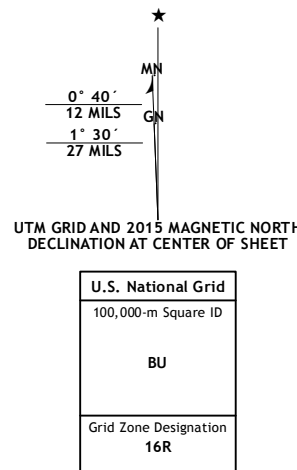 ★
MN
0° 40´
12 MILS
GN
1° 30´
27 MILS
UTM GRID AND 2015 MAGNETIC NORTH
DECLINATION AT CENTER OF SHEET
U.S. National Grid
100,000-m Square ID
BU
Grid Zone Designation
16R